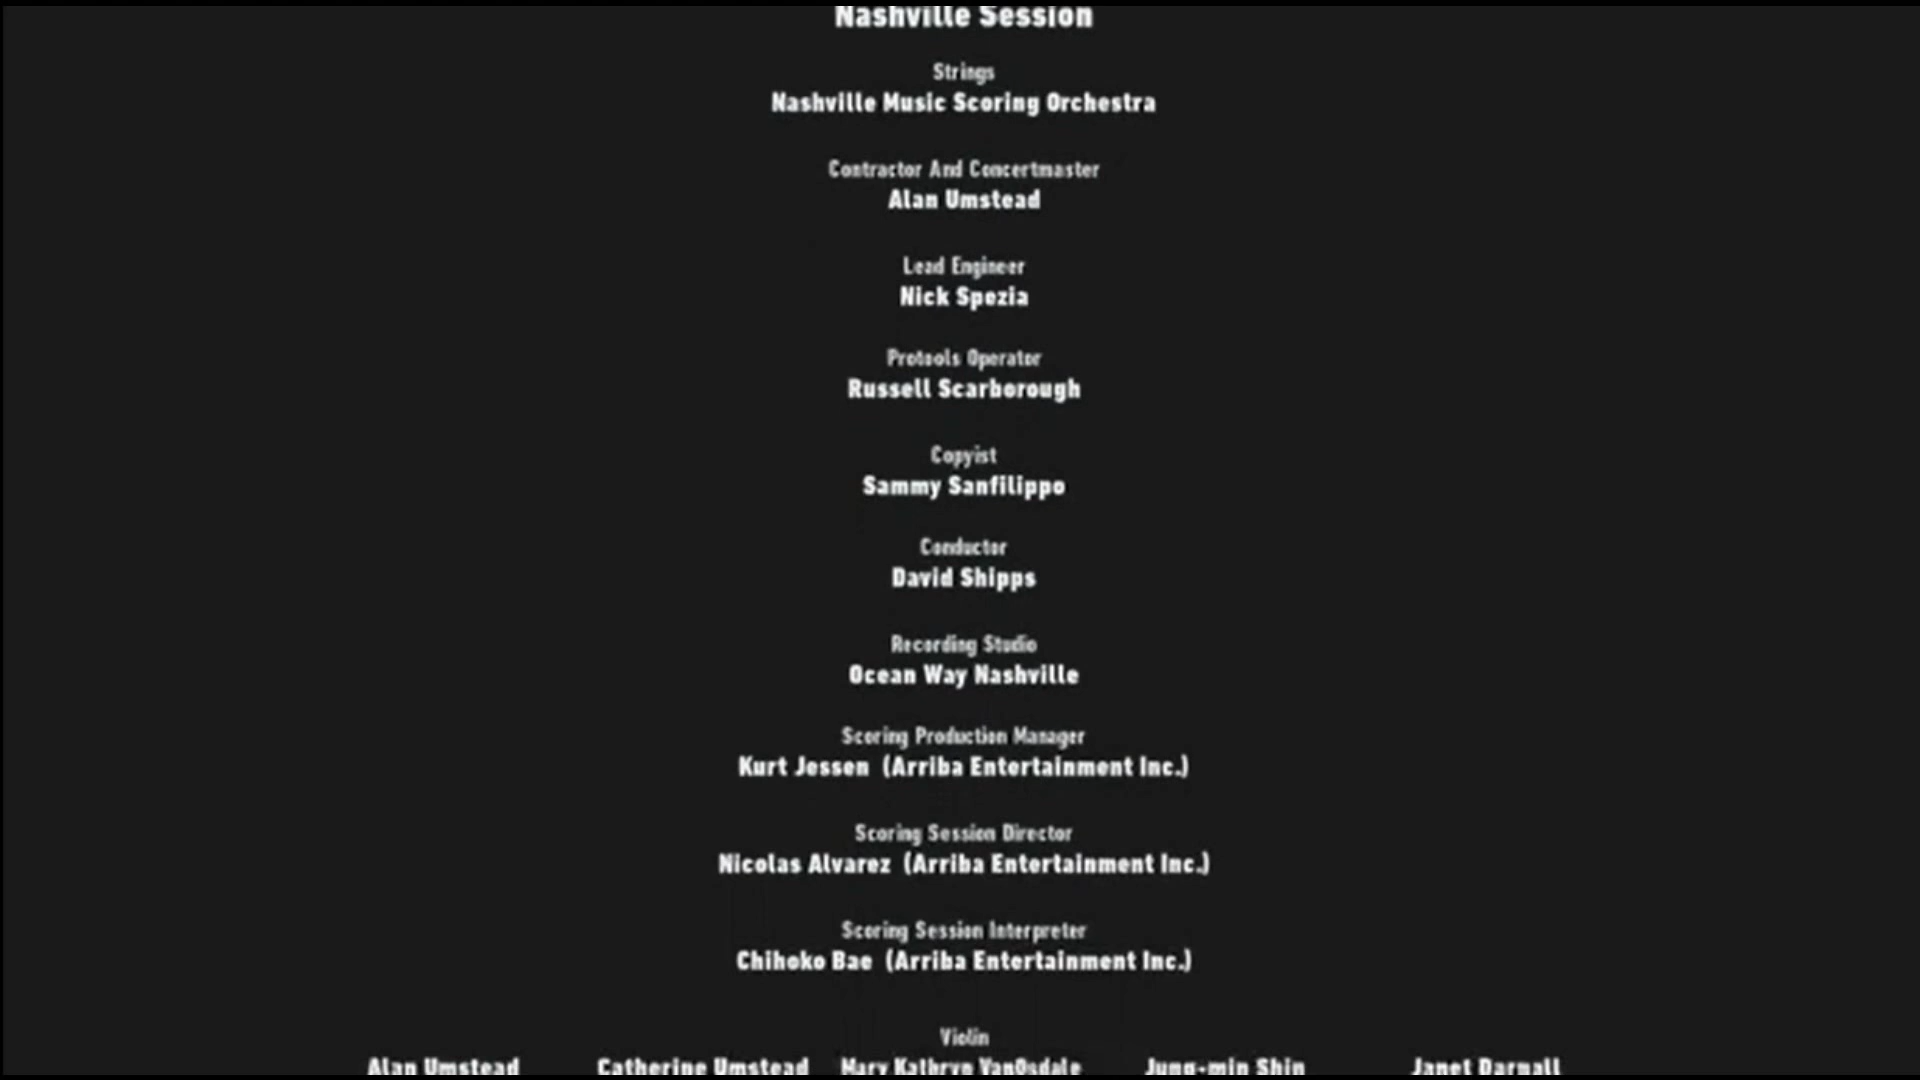 Nashville Session
Strings
Nashville Music Scoring Orchestra
Contractor And Concertmaster
Alan Umstead
Lead Engineer
Nick Spezia
Protools Operator
Russell Scarborough
Copyist
Sammy Sanfilippo
Conductor
David Shipps
Recording Studio
Ocean Way Nashville
Scoring Production Manager
Kurt Jessen (Arriba Entertainment Inc.)
Scoring Session Director
Nicolas Alvarez (Arriba Entertainment Inc.)
Scoring Session Interpreter
Chihoko Bae (Arriba Entertainment Inc.)
Violin
Alan Umstead Catherine Umstead Mary Kathryn VanOsdale Jung-min Shin Janet Darnall